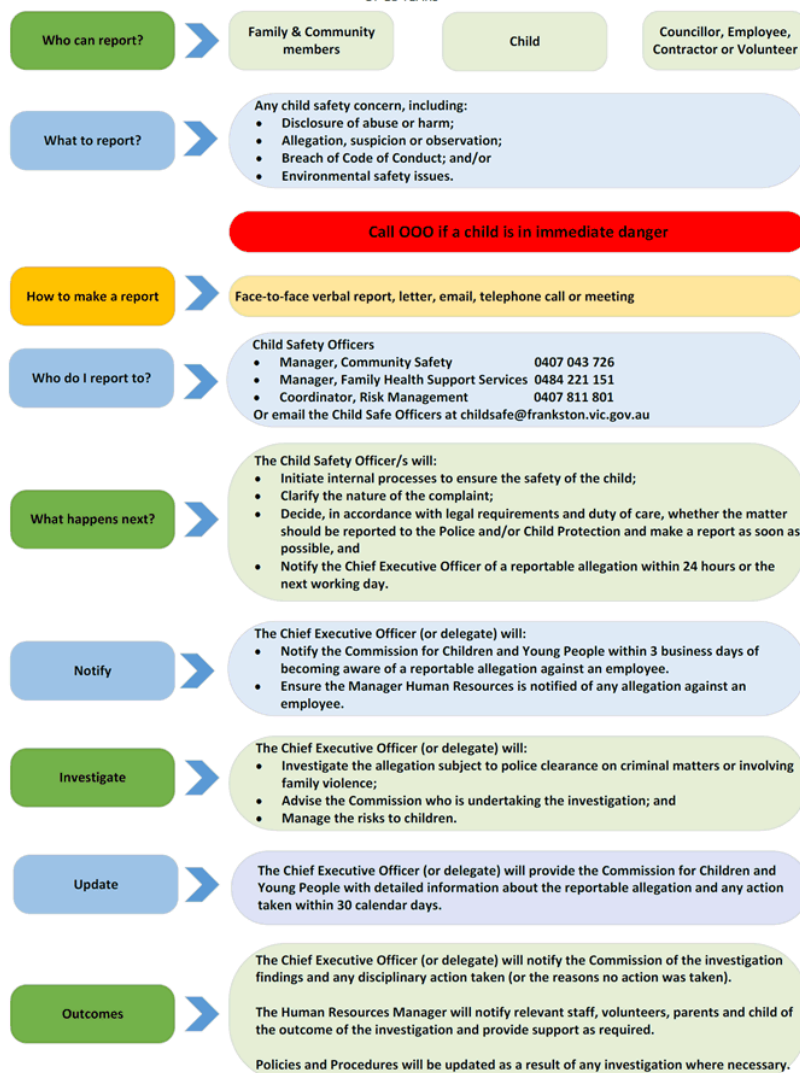 Who can report?
Family & Community
members
Child
Councillor, Employee,
Contractor or Volunteer
What to report?
Any child safety concern, including:
• Disclosure of abuse or harm;
• Allegation, suspicion or observation;
• Breach of Code of Conduct; and/or
• Environmental safety issues.
Call OOO if a child is in immediate danger
How to make a report
Face-to-face verbal report, letter, email, telephone call or meeting
Who do I report to?
Child Safety Officers
• Manager, Community Safety 0407 043 726
• Manager, Family Health Support Services 0484 221 151
• Coordinator, Risk Management 0407 811 801
Or email the Child Safe Officers at childsafe@frankston.vic.gov.au
What happens next?
The Child Safety Officer/s will:
• Initiate internal processes to ensure the safety of the child;
• Clarify the nature of the complaint;
• Decide, in accordance with legal requirements and duty of care, whether the matter
should be reported to the Police and/or Child Protection and make a report as soon as
possible, and
• Notify the Chief Executive Officer of a reportable allegation within 24 hours or the
next working day.
Notify
The Chief Executive Officer (or delegate) will:
• Notify the Commission for Children and Young People within 3 business days of
becoming aware of a reportable allegation against an employee.
• Ensure the Manager Human Resources is notified of any allegation against an
employee.
Investigate
The Chief Executive Officer (or delegate) will:
• Investigate the allegation subject to police clearance on criminal matters or involving
family violence;
• Advise the Commission who is undertaking the investigation; and
• Manage the risks to children.
Update
The Chief Executive Officer (or delegate) will provide the Commission for Children and
Young People with detailed information about the reportable allegation and any action
taken within 30 calendar days.
Outcomes
The Chief Executive Officer (or delegate) will notify the Commission of the investigation
findings and any disciplinary action taken (or the reasons no action was taken).
The Human Resources Manager will notify relevant staff, volunteers, parents and child of
the outcome of the investigation and provide support as required.
Policies and Procedures will be updated as a result of any investigation where necessary.